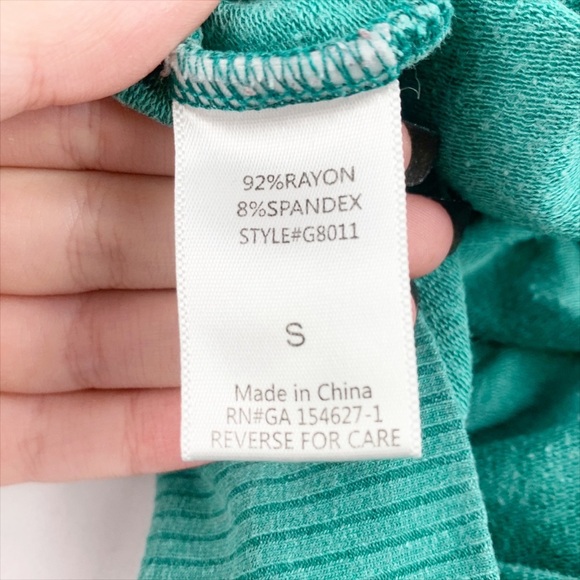 92%RAYON
8%SPANDEX
STYLE#G8011
S
Made in China
RN#GA 154627-1
REVERSE FOR CARE